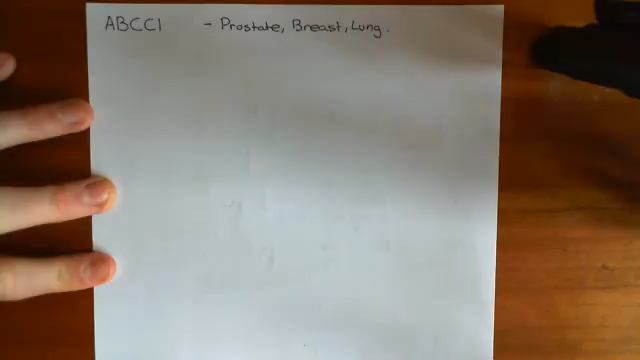 ABCC1 - Prostate, Breast, Lung.